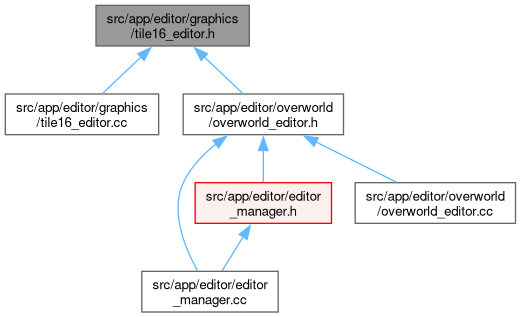 src/app/editor/graphics
/tile16_editor.h
src/app/editor/graphics
/tile16_editor.cc
src/app/editor/overworld
/overworld_editor.h
src/app/editor/editor
_manager.h
src/app/editor/overworld
/overworld_editor.cc
src/app/editor/editor
_manager.cc